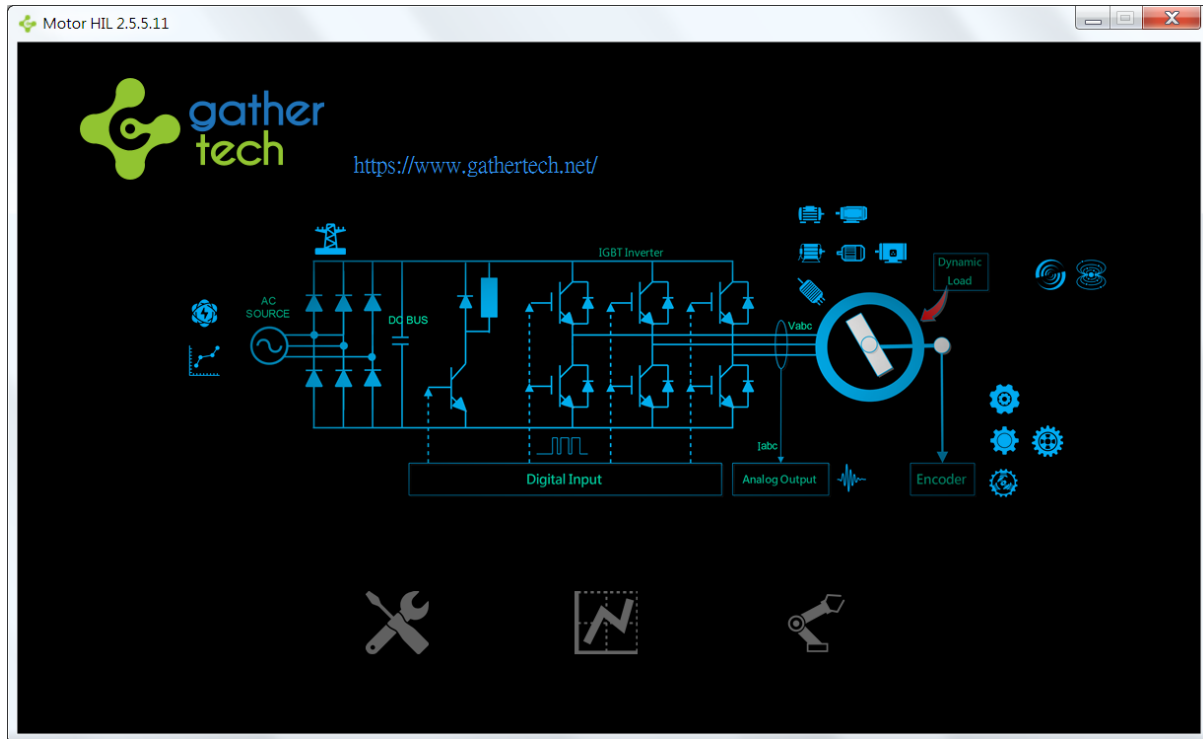 Motor HIL 2.5.5.11
gather
tech
https://www.gathertech.net/
IGBT Inverter
Dynamic
Load
AC
SOURCE
DC BUS
Vabc
Iabc
Digital Input
Analog Output
Encoder